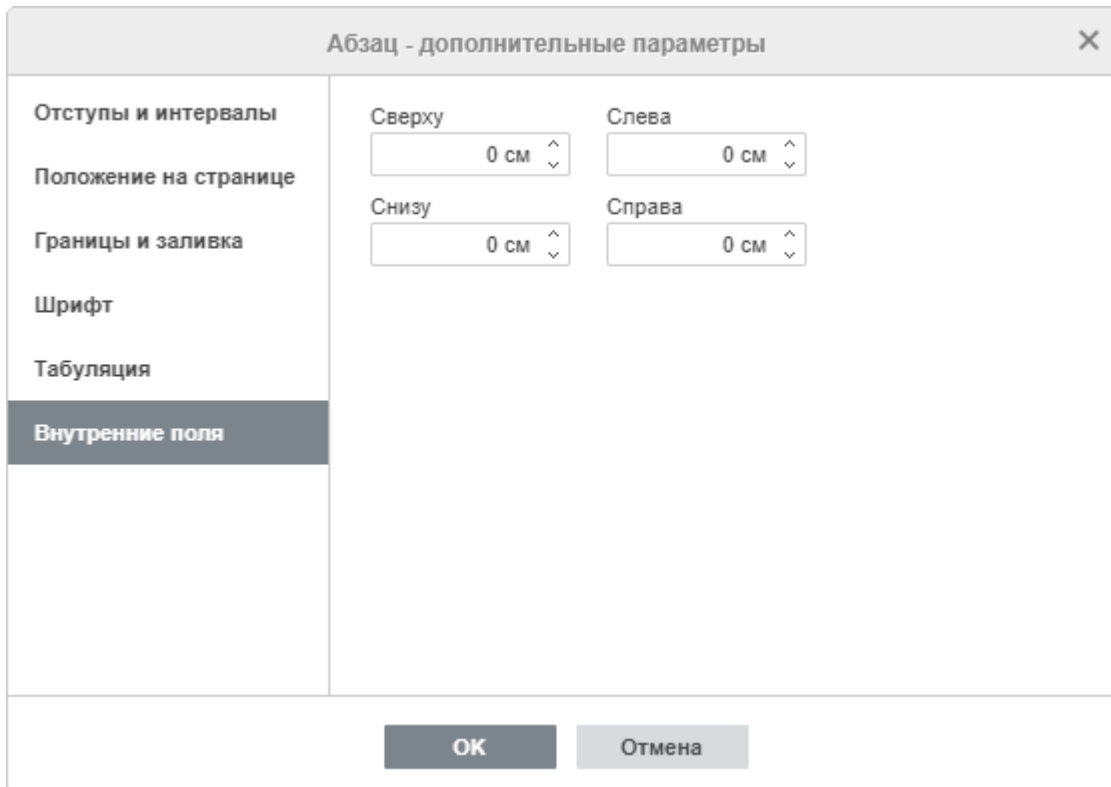 Абзац - дополнительные параметры
Отступы и интервалы
Положение на странице
Границы и заливка
Шрифт
Табуляция
Внутренние поля
Сверху Слева
0 см 0 см
Снизу Справа
0 см 0 см
OK Отмена